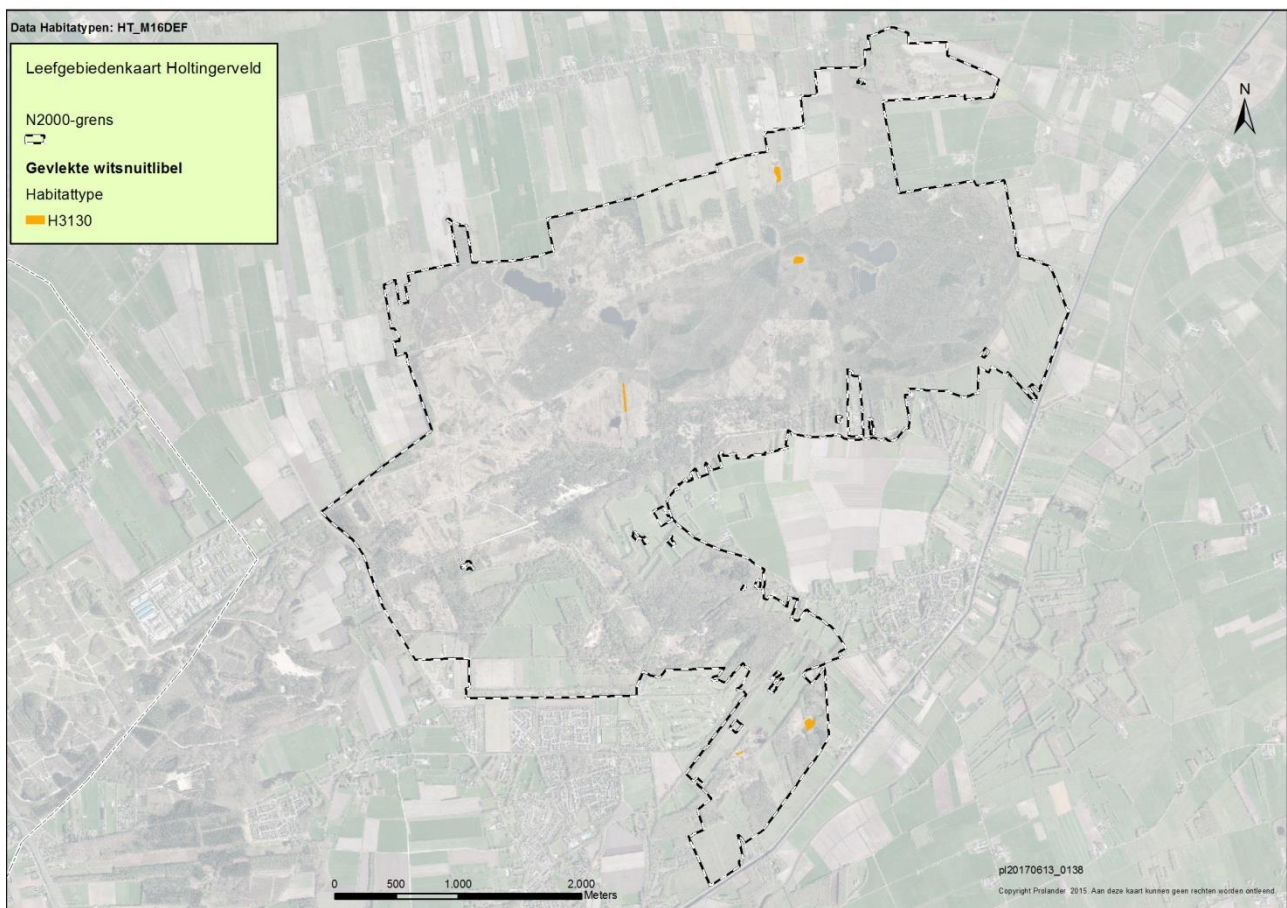 Data Habitatypen: HT_M16DEF
Leefgebiedenkaart Holtingerveld
N2000-grens
Gevlekte witsnuitlibel
Habitattype
H3130
N
0 500 1.000 2,000
Meters
pl20170613_0138
Copyright Prolander 2015. Aan deze kaart kunnen geen rechten worden ontleend.